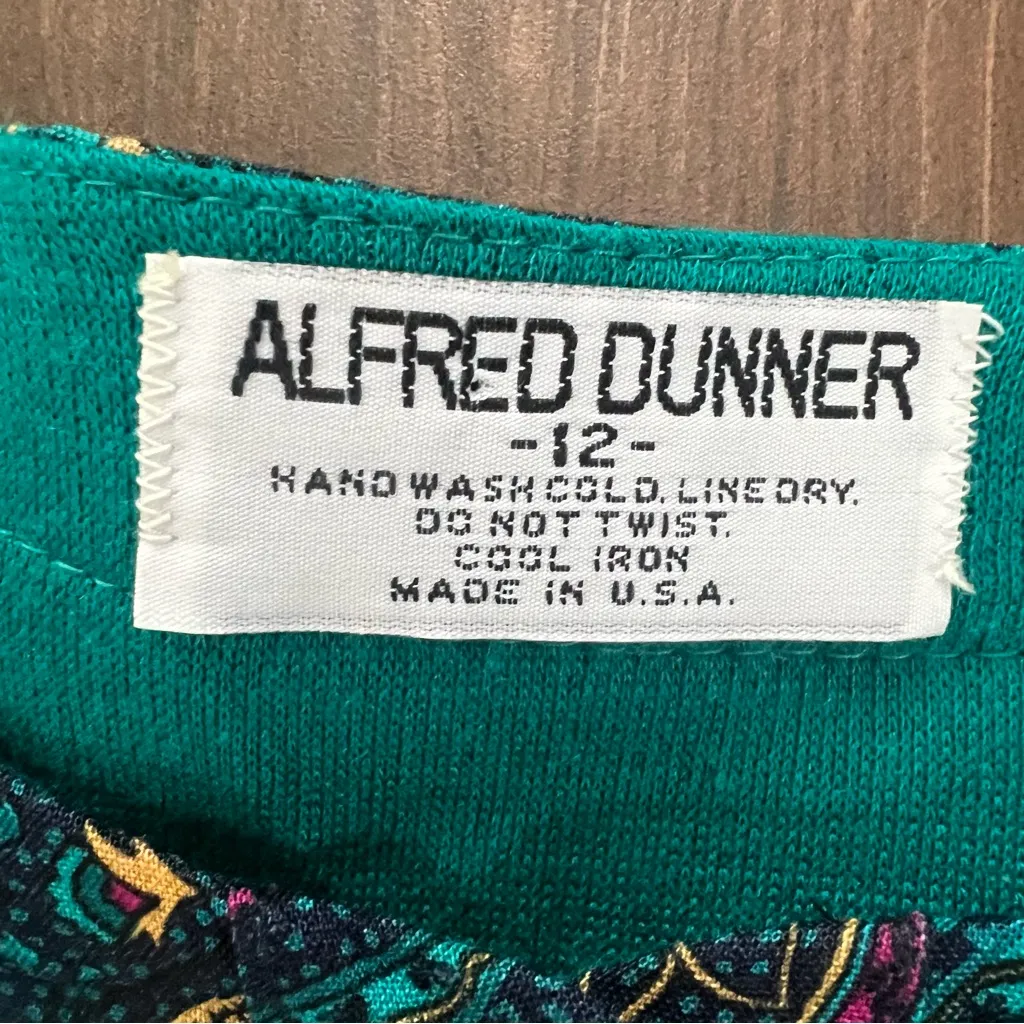 ALFRED DUNNER
-12-
HAND WASH COLD. LINE DRY.
DO NOT TWIST.
COOL IRON
MADE IN U.S.A.